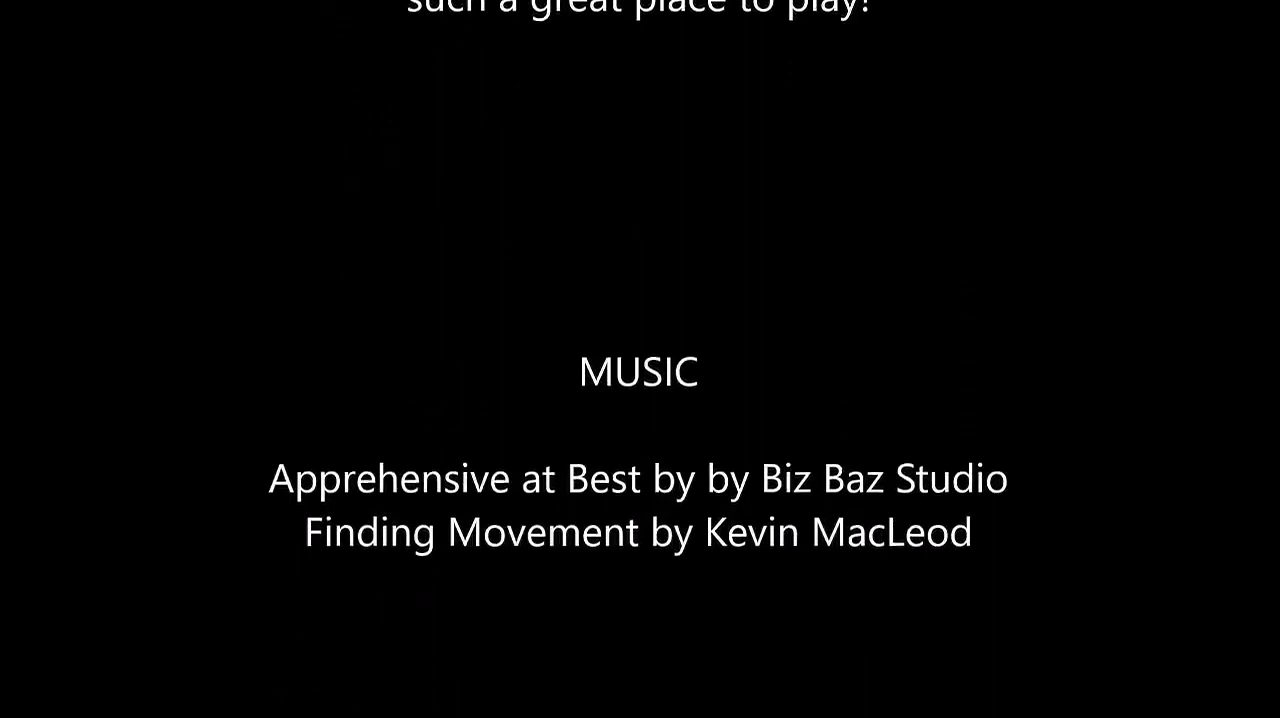 such a great place to play!
MUSIC
Apprehensive at Best by by Biz Baz Studio
Finding Movement by Kevin MacLeod